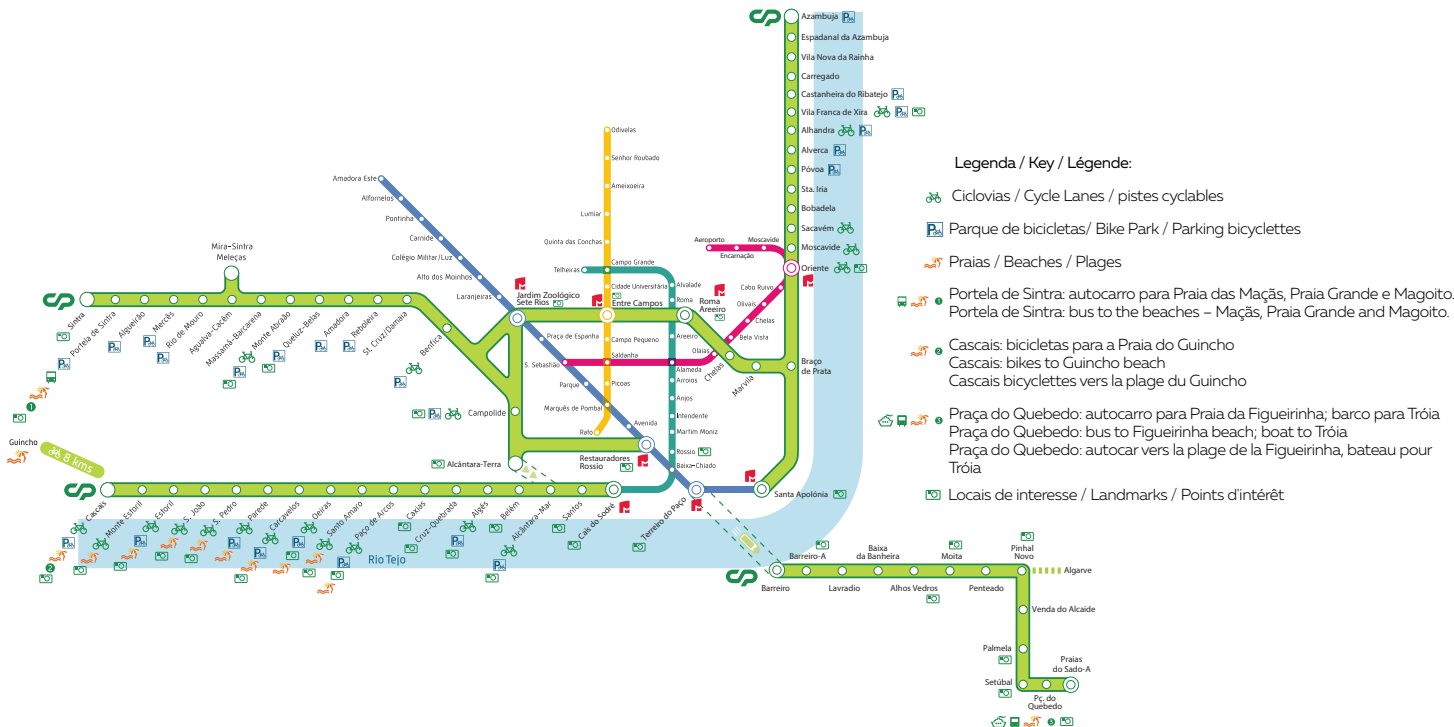 Azambuja
Espadanal da Azambuja
Vila Nova da Rainha
Carregado
Castanheira do Ribatejo
Vila Franca de Xira
Alhandra
Alverca
Póvoa
Sta. Iria
Bobadela
Sacavém
Moscavide
Oriente
Braço
de Prata
Santa Apolónia
Odivelas
Senhor Roubado
Ameixoeira
Lumiar
Quinta das Conchas
Campo Grande
Cidade Universitária
Entre Campos
Campo Pequeno
Saldanha
Picoas
Marquês de Pombal
Rato
Amadora Este
Alfornelos
Pontinha
Carnide
Colégio Militar/Luz
Alto dos Moinhos
Laranjeiras
Jardim Zoológico
Sete Rios
Praça de Espanha
S. Sebastião
Parque
Avenida
Restauradores
Rossio
Baixa-Chiado
Terreiro do Paço
Telheiras
Alvalade
Roma
Areeiro
Alameda
Arroios
Anjos
Intendente
Martim Moniz
Rossio
Cais do Sodré
Aeroporto
Encarnação
Moscavide
Cabo Ruivo
Olivais
Chelas
Bela Vista
Olaias
Roma
Areeiro
Chelas
Marvila
Mira-Sintra
Meleças
Sintra
Portela de Sintra
Algueirão
Mercês
Rio de Mouro
Agualva-Cacém
Massamá-Barcarena
Monte Abraão
Queluz-Belas
Amadora
Reboleira
St. Cruz/Damaia
Benfica
Campolide
Alcântara-Terra
1
Guincho
8 kms
2
Cascais
Monte Estoril
Estoril
S. João
S. Pedro
Parede
Carcavelos
Oeiras
Santo Amaro
Paço de Arcos
Caxias
Cruz-Quebrada
Algés
Belém
Alcântara-Mar
Santos
Rio Tejo
Barreiro
Barreiro-A
Lavradio
Baixa
da Banheira
Alhos Vedros
Moita
Penteado
Pinhal
Novo
Algarve
Venda do Alcaide
Palmela
Setúbal
Pç. do
Quebedo
Praias
do Sado-A
3
Legenda / Key / Légende:
Ciclovias / Cycle Lanes / pistes cyclables
Parque de bicicletas/ Bike Park / Parking bicyclettes
Praias / Beaches / Plages
1 Portela de Sintra: autocarro para Praia das Maçãs, Praia Grande e Magoito.
Portela de Sintra: bus to the beaches – Maçãs, Praia Grande and Magoito.
2 Cascais: bicicletas para a Praia do Guincho
Cascais: bikes to Guincho beach
Cascais bicyclettes vers la plage du Guincho
3 Praça do Quebedo: autocarro para Praia da Figueirinha; barco para Tróia
Praça do Quebedo: bus to Figueirinha beach; boat to Tróia
Praça do Quebedo: autocar vers la plage de la Figueirinha, bateau pour
Tróia
Locais de interesse / Landmarks / Points d'intérêt